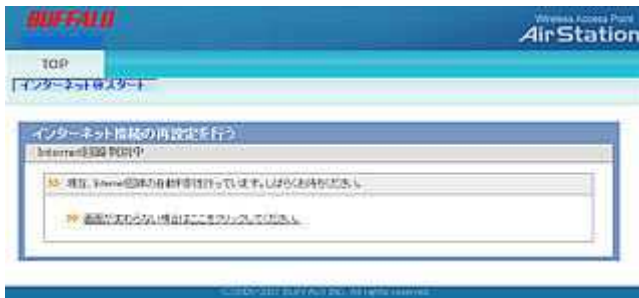 BUFFALO
Wireless Access Point
AirStation
TOP
インターネット@スタート
インターネット接続の再設定を行う
Internet回線判別中
現在、Internet回線の自動判別を行っています。しばらくお待ちください。
画面が変わらない場合はここをクリックしてください。
BUFFALO INC. All rights reserved.